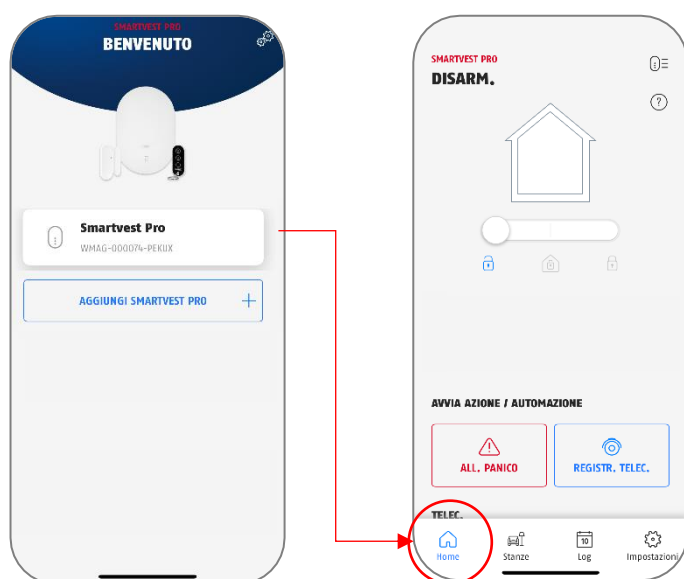 SMARTVEST PRO
BENVENUTO
Smartvest Pro
WMAG-000074-PEKUX
AGGIUNGI SMARTVEST PRO
SMARTVEST PRO
DISARM.
?
AVVIA AZIONE / AUTOMAZIONE
ALL. PANICO
REGISTR. TELEC.
TELEC.
10
Home
Stanze
Log
Impostazioni